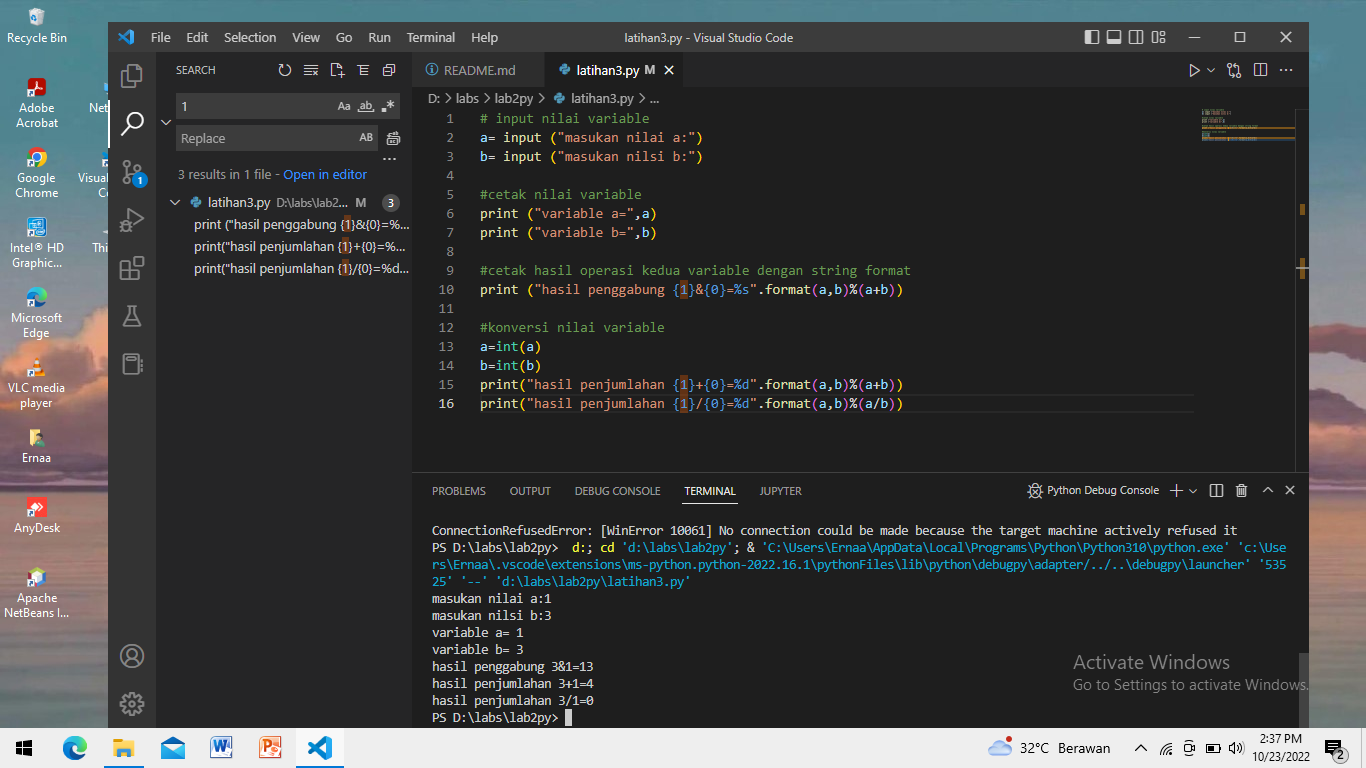 Recycle Bin
Adobe
Acrobat
Net
Google
Chrome
Visual
Co
Intel® HD
Graphic...
Thi
Microsoft
Edge
VLC media
player
Ernaa
AnyDesk
Apache
NetBeans I...
File Edit Selection View Go Run Terminal Help
latihan3.py - Visual Studio Code
SEARCH
1
Aa ab .*
Replace
AB
...
3 results in 1 file - Open in editor
latihan3.py D:\labs\lab2... M 3
print ("hasil penggabung {1}&{0}=%...
print("hasil penjumlahan {1}+{0}=%...
print("hasil penjumlahan {1}/{0}=%d...
1
README.md latihan3.py M
D: > labs > lab2py > latihan3.py > ...
1 # input nilai variable
2 a= input ("masukan nilai a:")
3 b= input ("masukan nilsi b:")
4
5 #cetak nilai variable
6 print ("variable a=",a)
7 print ("variable b=",b)
8
9 #cetak hasil operasi kedua variable dengan string format
10 print ("hasil penggabung {1}&{0}=%s".format(a,b)%(a+b))
11
12 #konversi nilai variable
13 a=int(a)
14 b=int(b)
15 print("hasil penjumlahan {1}+{0}=%d".format(a,b)%(a+b))
16 print("hasil penjumlahan {1}/{0}=%d".format(a,b)%(a/b))
PROBLEMS OUTPUT DEBUG CONSOLE TERMINAL JUPYTER
Python Debug Console
ConnectionRefusedError: [WinError 10061] No connection could be made because the target machine actively refused it
PS D:\labs\lab2py> d:; cd 'd:\labs\lab2py'; & 'C:\Users\Ernaa\AppData\Local\Programs\Python\Python310\python.exe' 'c:\Use
rs\Ernaa\.vscode\extensions\ms-python.python-2022.16.1\pythonFiles\lib\python\debugpy\adapter/../..\debugpy\launcher' '535
25' '--' 'd:\labs\lab2py\latihan3.py'
masukan nilai a:1
masukan nilsi b:3
variable a= 1
variable b= 3
hasil penggabung 3&1=13
hasil penjumlahan 3+1=4
hasil penjumlahan 3/1=0
PS D:\labs\lab2py>
Activate Windows
Go to Settings to activate Windows.
32°C Berawan
2:37 PM
10/23/2022
2